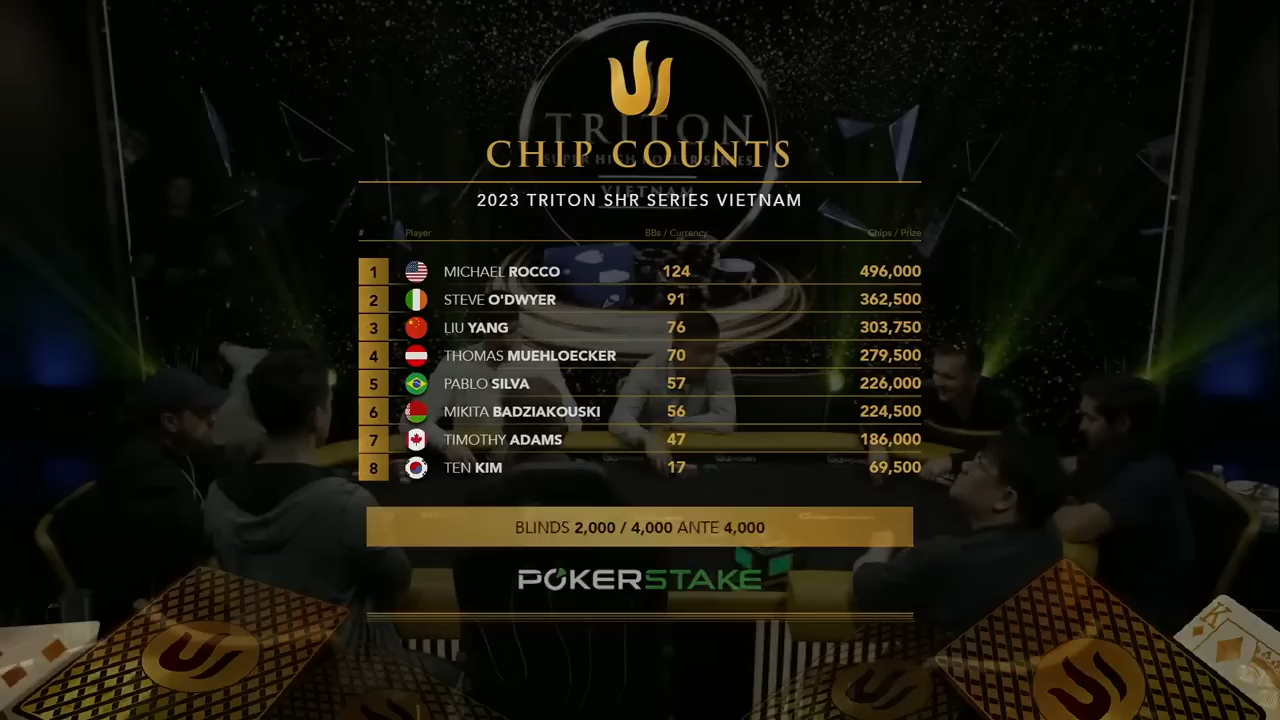 TRITON
CHIP COUNTS
VIETNAM
2023 TRITON SHR SERIES VIETNAM
# Player BBs / Currency Chips / Prize
1 MICHAEL ROCCO 124 496,000
2 STEVE O'DWYER 91 362,500
3 LIU YANG 76 303,750
4 THOMAS MUEHLOECKER 70 279,500
5 PABLO SILVA 57 226,000
6 MIKITA BADZIAKOUSKI 56 224,500
7 TIMOTHY ADAMS 47 186,000
8 TEN KIM 17 69,500
BLINDS 2,000 / 4,000 ANTE 4,000
POKERSTAKE
K